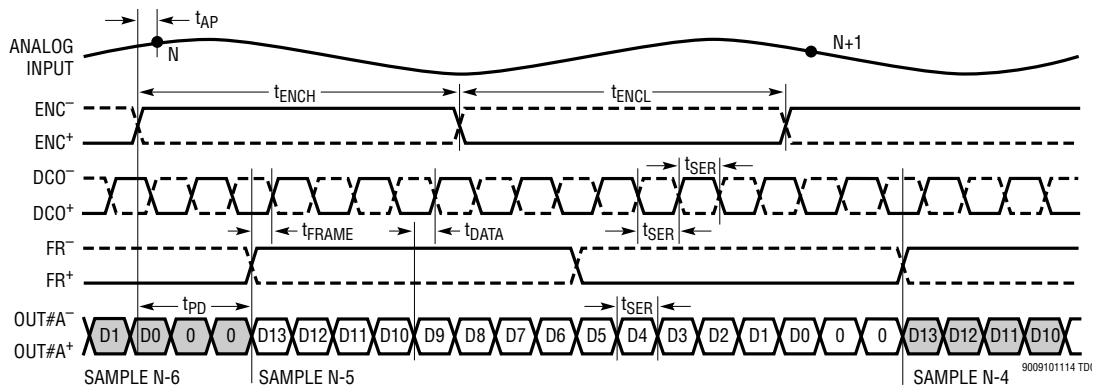 tAP
ANALOG
INPUT
N
N+1
tENCH
tENCL
ENC–
ENC+
tSER
DCO–
DCO+
tFRAME
tDATA
tSER
FR–
FR+
tPD
tSER
OUT#A–
OUT#A+
D1 D0 0 0 D13 D12 D11 D10 D9 D8 D7 D6 D5 D4 D3 D2 D1 D0 0 0 D13 D12 D11 D10
SAMPLE N-6
SAMPLE N-5
SAMPLE N-4